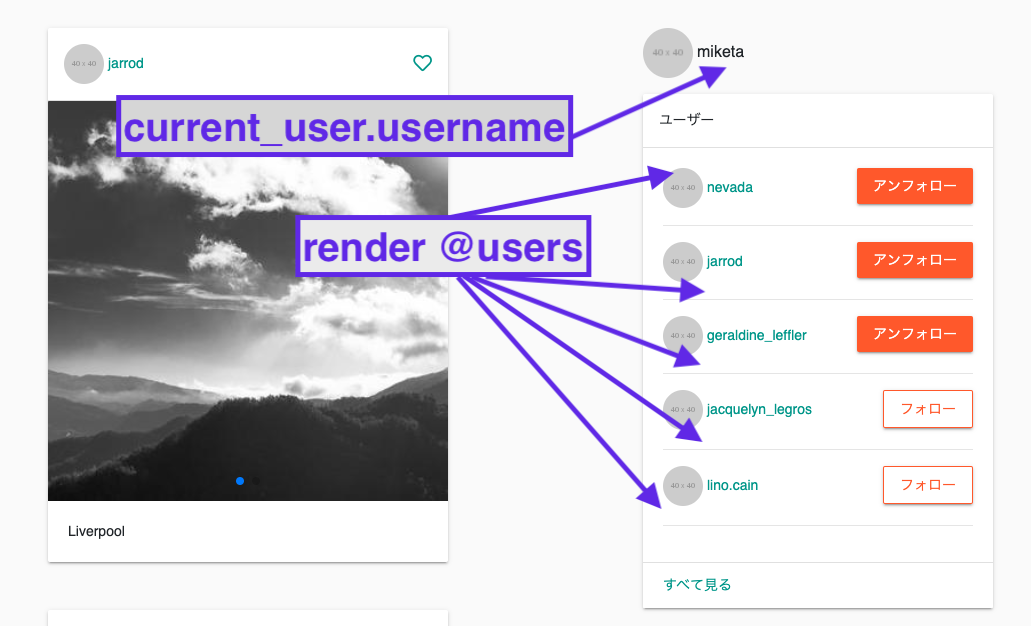 40 x 40 jarrod
current_user.username
render @users
Liverpool
40 x 40 miketa
ユーザー
40 x 40 nevada アンフォロー
40 x 40 jarrod アンフォロー
40 x 40 geraldine_leffler アンフォロー
40 x 40 jacquelyn_legros フォロー
40 x 40 lino.cain フォロー
すべて見る